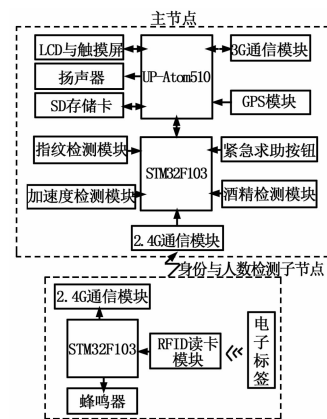 主节点
LCD与触摸屏
扬声器
SD存储卡
UP-Atom510
3G通信模块
GPS模块
指纹检测模块
加速度检测模块
STM32F103
紧急求助按钮
酒精检测模块
2.4G通信模块
身份与人数检测子节点
2.4G通信模块
STM32F103
RFID读卡
模块
电子标签
蜂鸣器